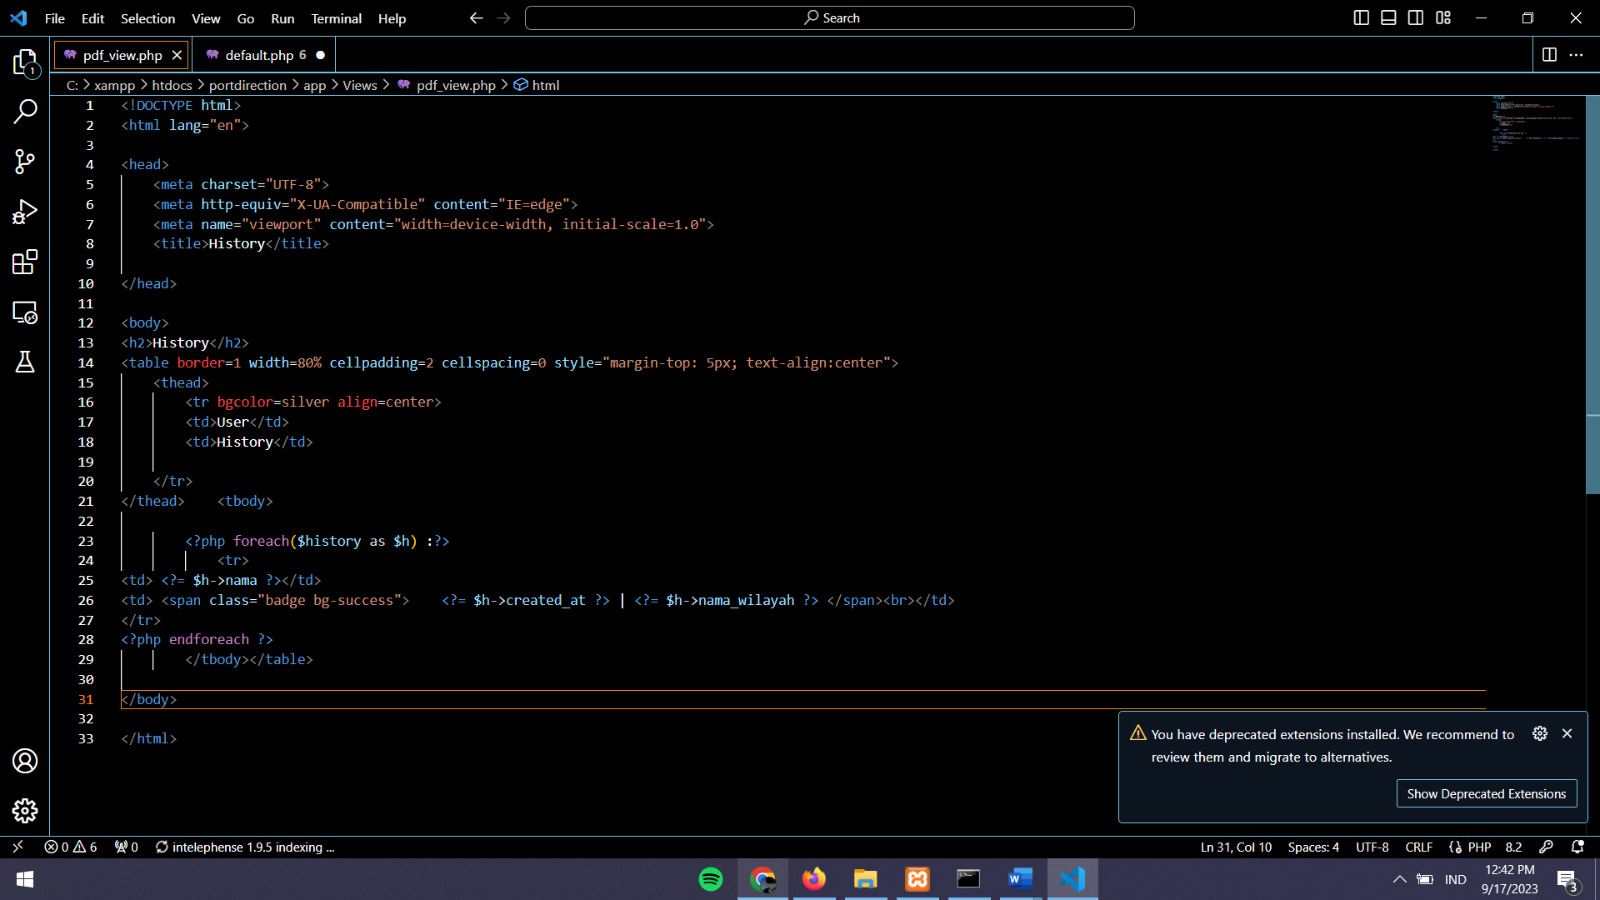 File Edit Selection View Go Run Terminal Help
Search
pdf_view.php
default.php 6
C: > xampp > htdocs > portdirection > app > Views > pdf_view.php > html
1 <!DOCTYPE html>
2 <html lang="en">
3
4 <head>
5 <meta charset="UTF-8">
6 <meta http-equiv="X-UA-Compatible" content="IE=edge">
7 <meta name="viewport" content="width=device-width, initial-scale=1.0">
8 <title>History</title>
9
10 </head>
11
12 <body>
13 <h2>History</h2>
14 <table border=1 width=80% cellpadding=2 cellspacing=0 style="margin-top: 5px; text-align:center">
15 <thead>
16 <tr bgcolor=silver align=center>
17 <td>User</td>
18 <td>History</td>
19
20 </tr>
21 </thead> <tbody>
22
23 <?php foreach($history as $h) :?>
24 <tr>
25 <td> <?= $h->nama ?></td>
26 <td> <span class="badge bg-success"> <?= $h->created_at ?> | <?= $h->nama_wilayah ?> </span><br></td>
27 </tr>
28 <?php endforeach ?>
29 </tbody></table>
30
31 </body>
32
33 </html>
You have deprecated extensions installed. We recommend to
review them and migrate to alternatives.
Show Deprecated Extensions
1
0 6 0 intelephense 1.9.5 indexing ...
Ln 31, Col 10 Spaces: 4 UTF-8 CRLF PHP 8.2
IND
12:42 PM
9/17/2023
3